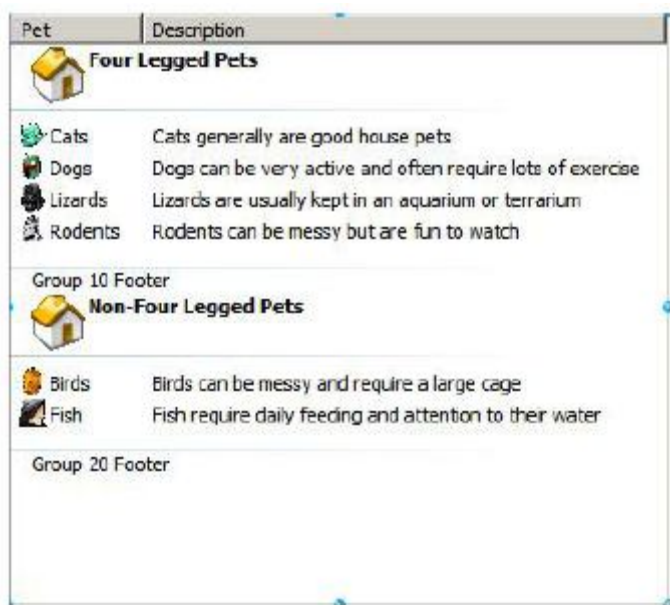 Pet Description
Four Legged Pets
Cats Cats generally are good house pets
Dogs Dogs can be very active and often require lots of exercise
Lizards Lizards are usually kept in an aquarium or terrarium
Rodents Rodents can be messy but are fun to watch
Group 10 Footer
Non-Four Legged Pets
Birds Birds can be messy and require a large cage
Fish Fish require daily feeding and attention to their water
Group 20 Footer